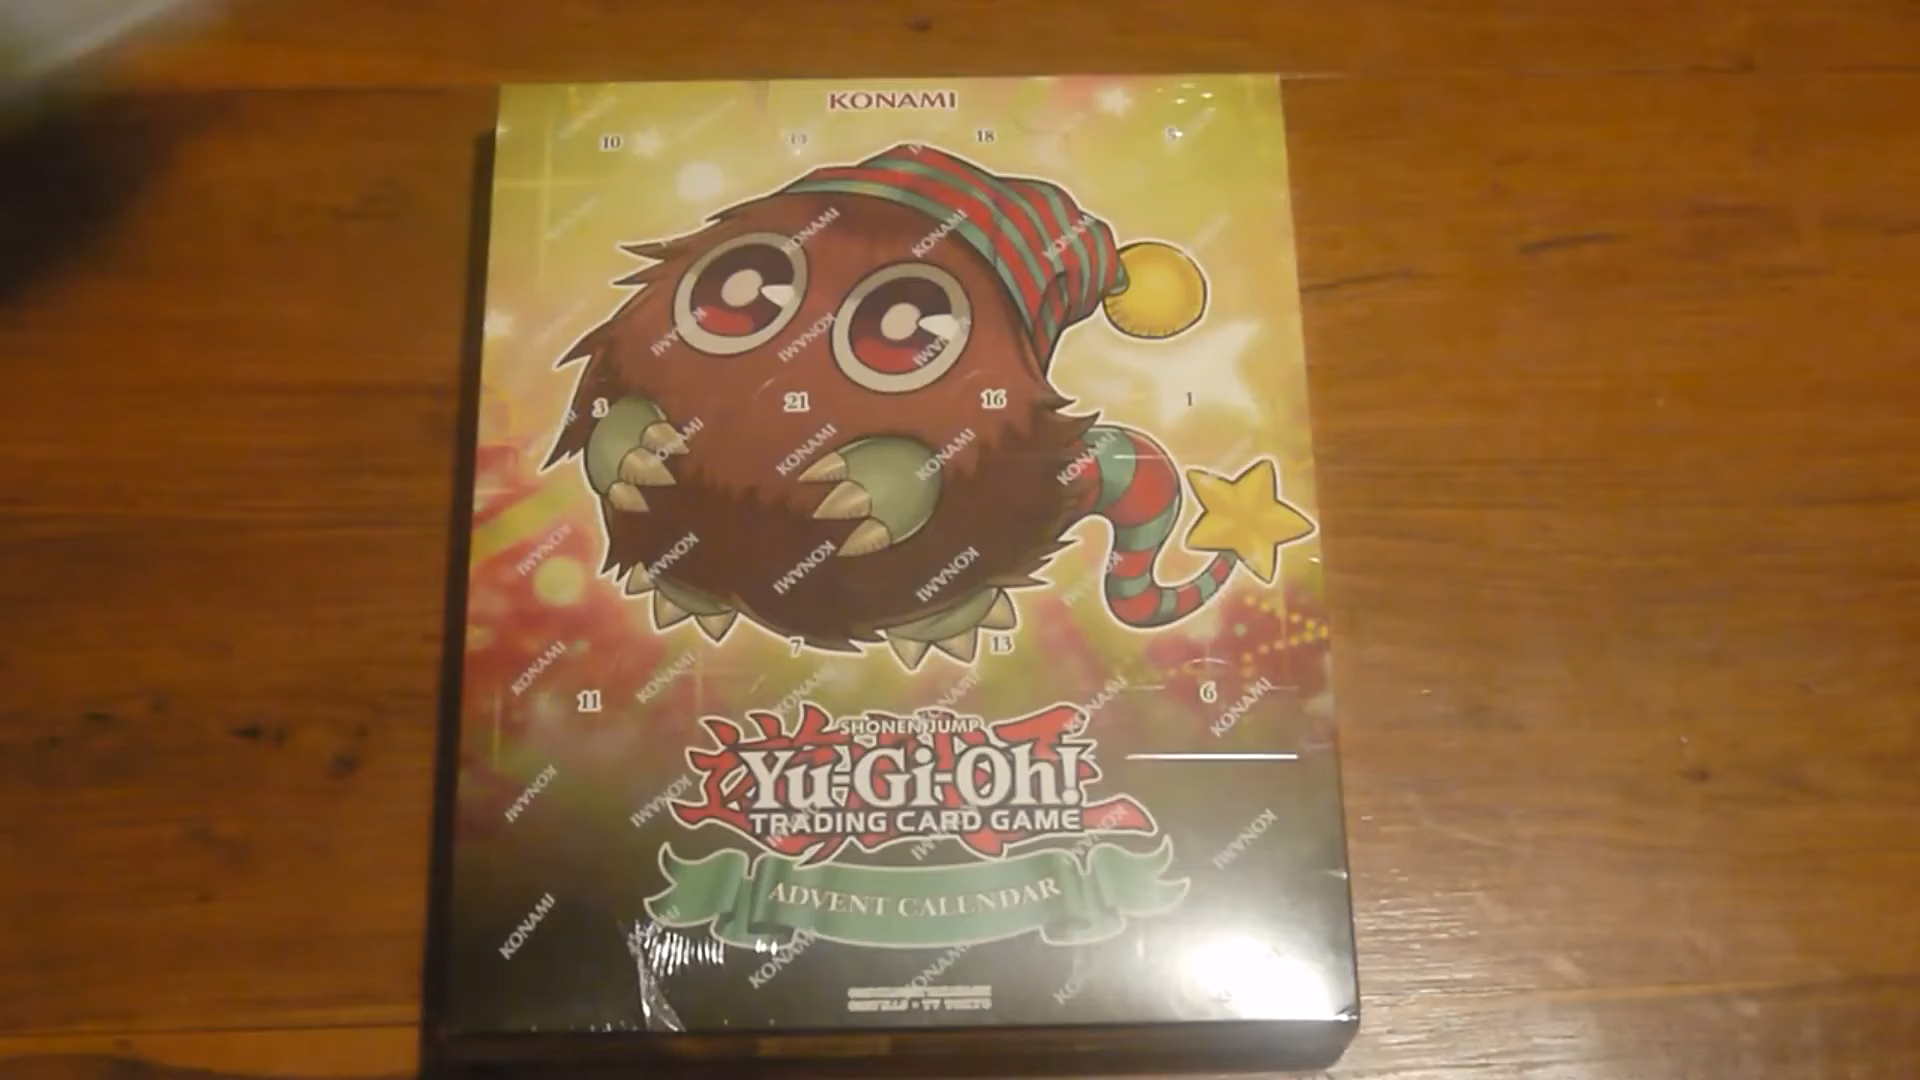 KONAMI
10
18
5
3
21
16
1
7
13
11
6
SHONEN JUMP
Yu-Gi-Oh!
TRADING CARD GAME
ADVENT CALENDAR